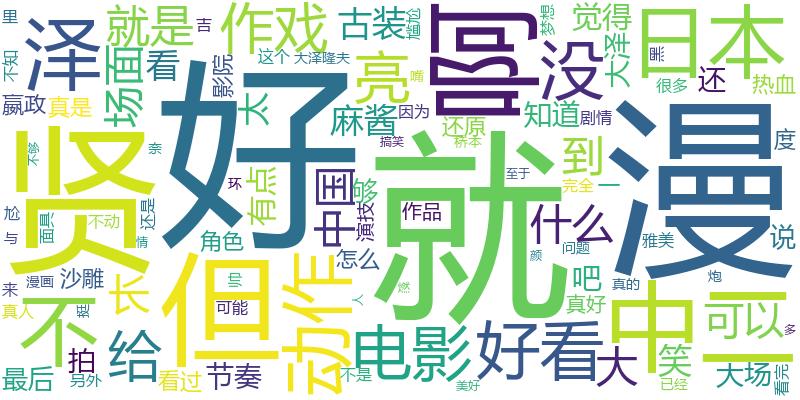 里
就是
吉
作戏
古装
尴尬
梦想
啊
觉得
日本
泽
不知
场面
看
影院
这个
大泽隆夫
亮
没
大泽
黑
还
很多
热血
嬴政
真是
太
好
麻酱
因为
嘴
还原
知道
剧情
漫
贤
不够
奈
环
有点
中国
够
搞笑
桥本
就
至于
到
完全
一
度
尬
与
面具
还是
不动
情
角色
演技
作品
怎么
什么
颜
问题
雅美
说
来
漫画
沙雕
长
但
帅
动作
人
吧
真好
真的
炮
中
可以
真人
不
挺
拍
给
可能
电影
好看
大
笑
多
最后
另外
看过
节奏
不是
美好
已经
大场
看完